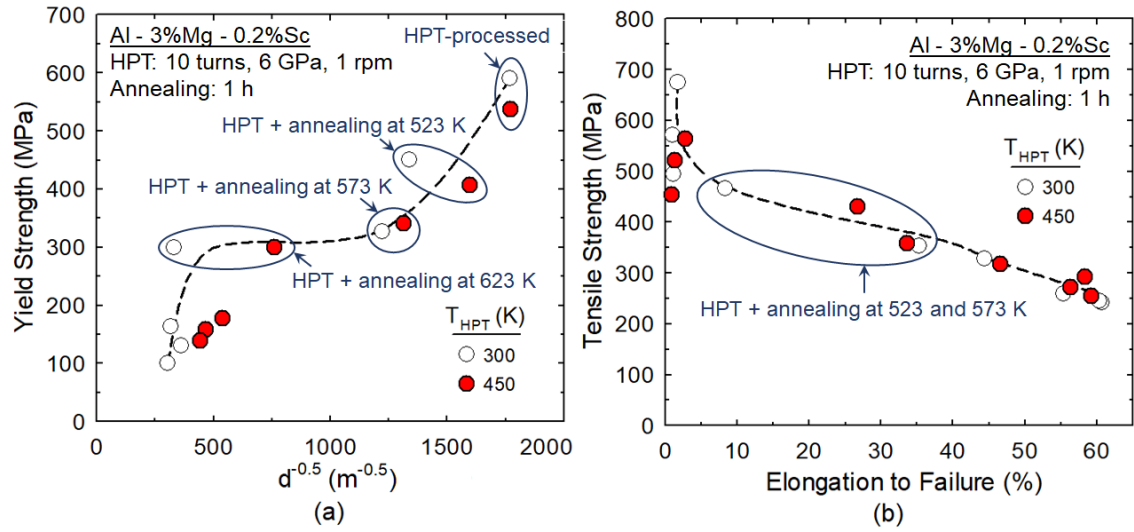 700
600
500
400
300
200
100
0
Yield Strength (MPa)
Al - 3%Mg - 0.2%Sc
HPT: 10 turns, 6 GPa, 1 rpm
Annealing: 1 h
HPT-processed
HPT + annealing at 523 K
HPT + annealing at 573 K
HPT + annealing at 623 K
T_HPT (K)
300
450
0 500 1000 1500 2000
d^-0.5 (m^-0.5)
(a)
800
700
600
500
400
300
200
100
0
Tensile Strength (MPa)
Al - 3%Mg - 0.2%Sc
HPT: 10 turns, 6 GPa, 1 rpm
Annealing: 1 h
T_HPT (K)
300
450
HPT + annealing at 523 and 573 K
0 10 20 30 40 50 60 70
Elongation to Failure (%)
(b)